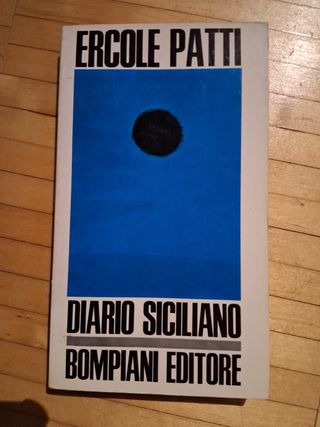 ERCOLE PATTI
DIARIO SICILIANO
BOMPIANI EDITORE